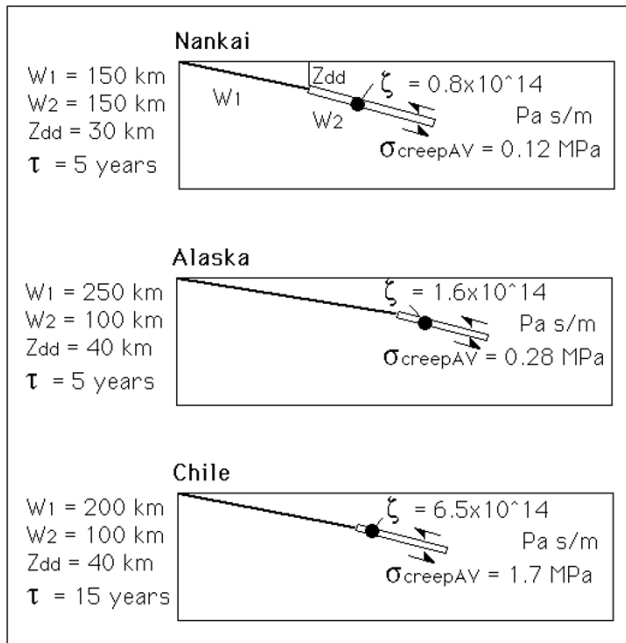 Nankai
W1 = 150 km
W2 = 150 km
Zdd = 30 km
τ = 5 years
W1
Zdd
W2
ζ = 0.8x10^14
Pa s/m
σcreepAV = 0.12 MPa
Alaska
W1 = 250 km
W2 = 100 km
Zdd = 40 km
τ = 5 years
ζ = 1.6x10^14
Pa s/m
σcreepAV = 0.28 MPa
Chile
W1 = 200 km
W2 = 100 km
Zdd = 40 km
τ = 15 years
ζ = 6.5x10^14
Pa s/m
σcreepAV = 1.7 MPa